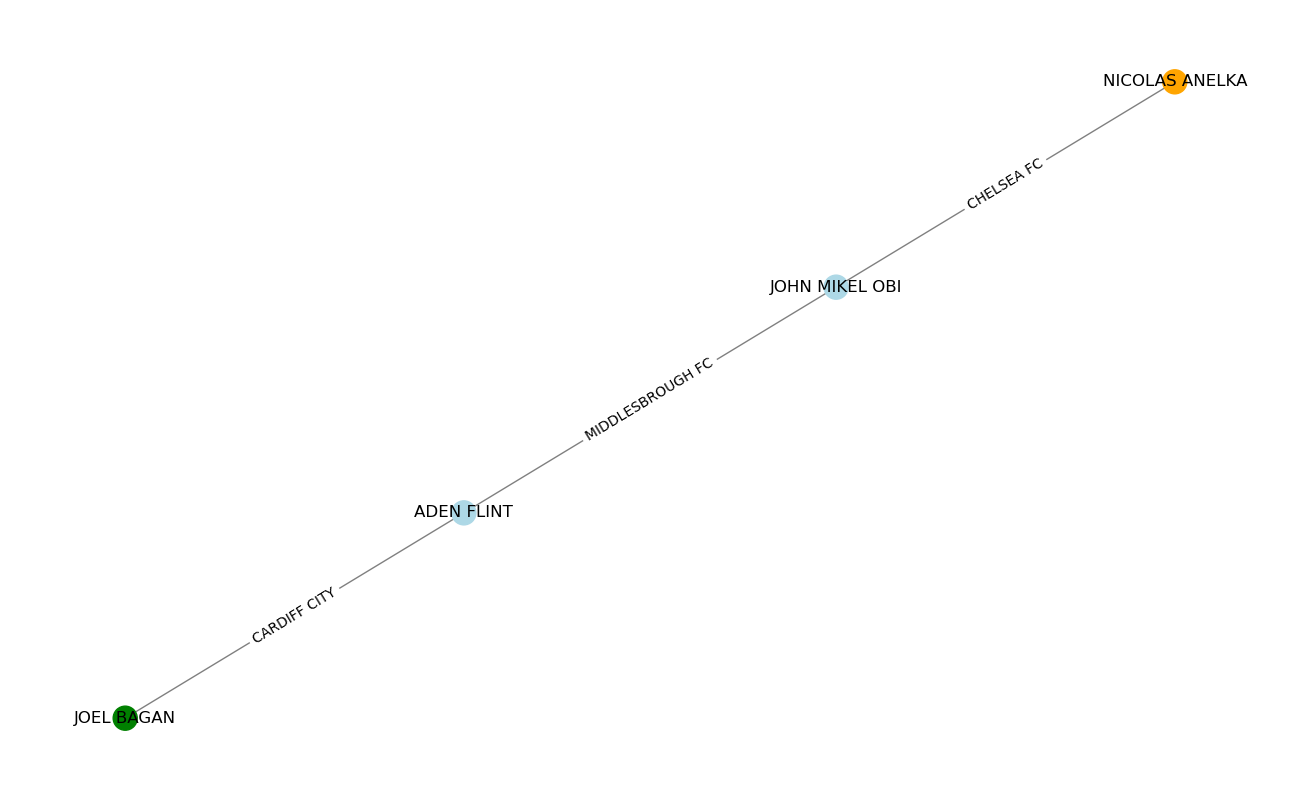 NICOLAS ANELKA
CHELSEA FC
JOHN MIKEL OBI
MIDDLESBROUGH FC
ADEN FLINT
CARDIFF CITY
JOEL BAGAN